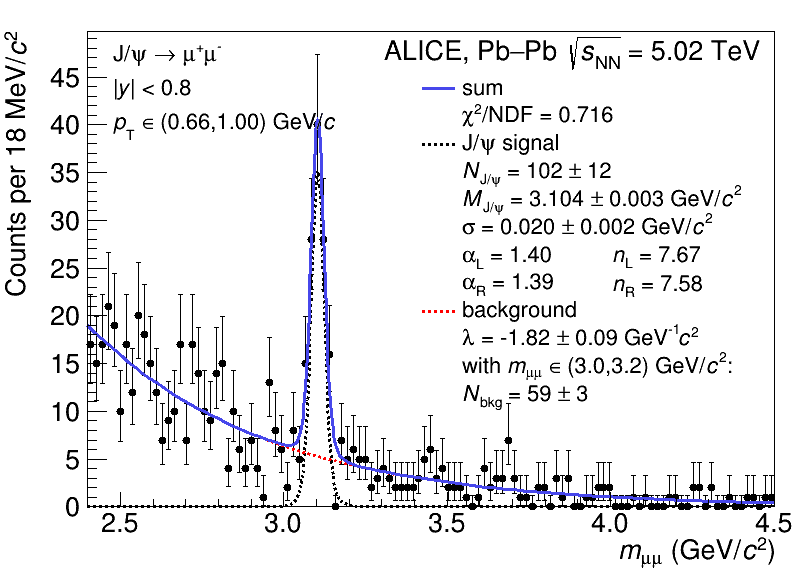 J/ψ → μ⁺μ⁻
|y| < 0.8
p_T ∈ (0.66,1.00) GeV/c
ALICE, Pb–Pb √s_NN = 5.02 TeV
sum
χ²/NDF = 0.716
J/ψ signal
N_J/ψ = 102 ± 12
M_J/ψ = 3.104 ± 0.003 GeV/c²
σ = 0.020 ± 0.002 GeV/c²
α_L = 1.40 n_L = 7.67
α_R = 1.39 n_R = 7.58
background
λ = -1.82 ± 0.09 GeV⁻¹c²
with m_μμ ∈ (3.0,3.2) GeV/c²:
N_bkg = 59 ± 3
Counts per 18 MeV/c²
45
40
35
30
25
20
15
10
5
0
2.5 3.0 3.5 4.0 4.5
m_μμ (GeV/c²)